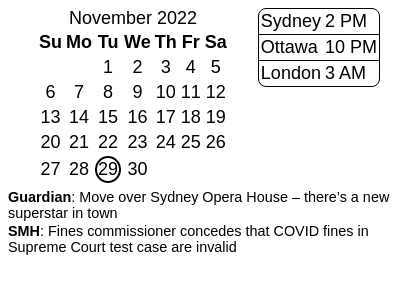 November 2022
Su Mo Tu We Th Fr Sa
1 2 3 4 5
6 7 8 9 10 11 12
13 14 15 16 17 18 19
20 21 22 23 24 25 26
27 28 29 30
Sydney 2 PM
Ottawa 10 PM
London 3 AM
Guardian: Move over Sydney Opera House – there’s a new
superstar in town
SMH: Fines commissioner concedes that COVID fines in
Supreme Court test case are invalid